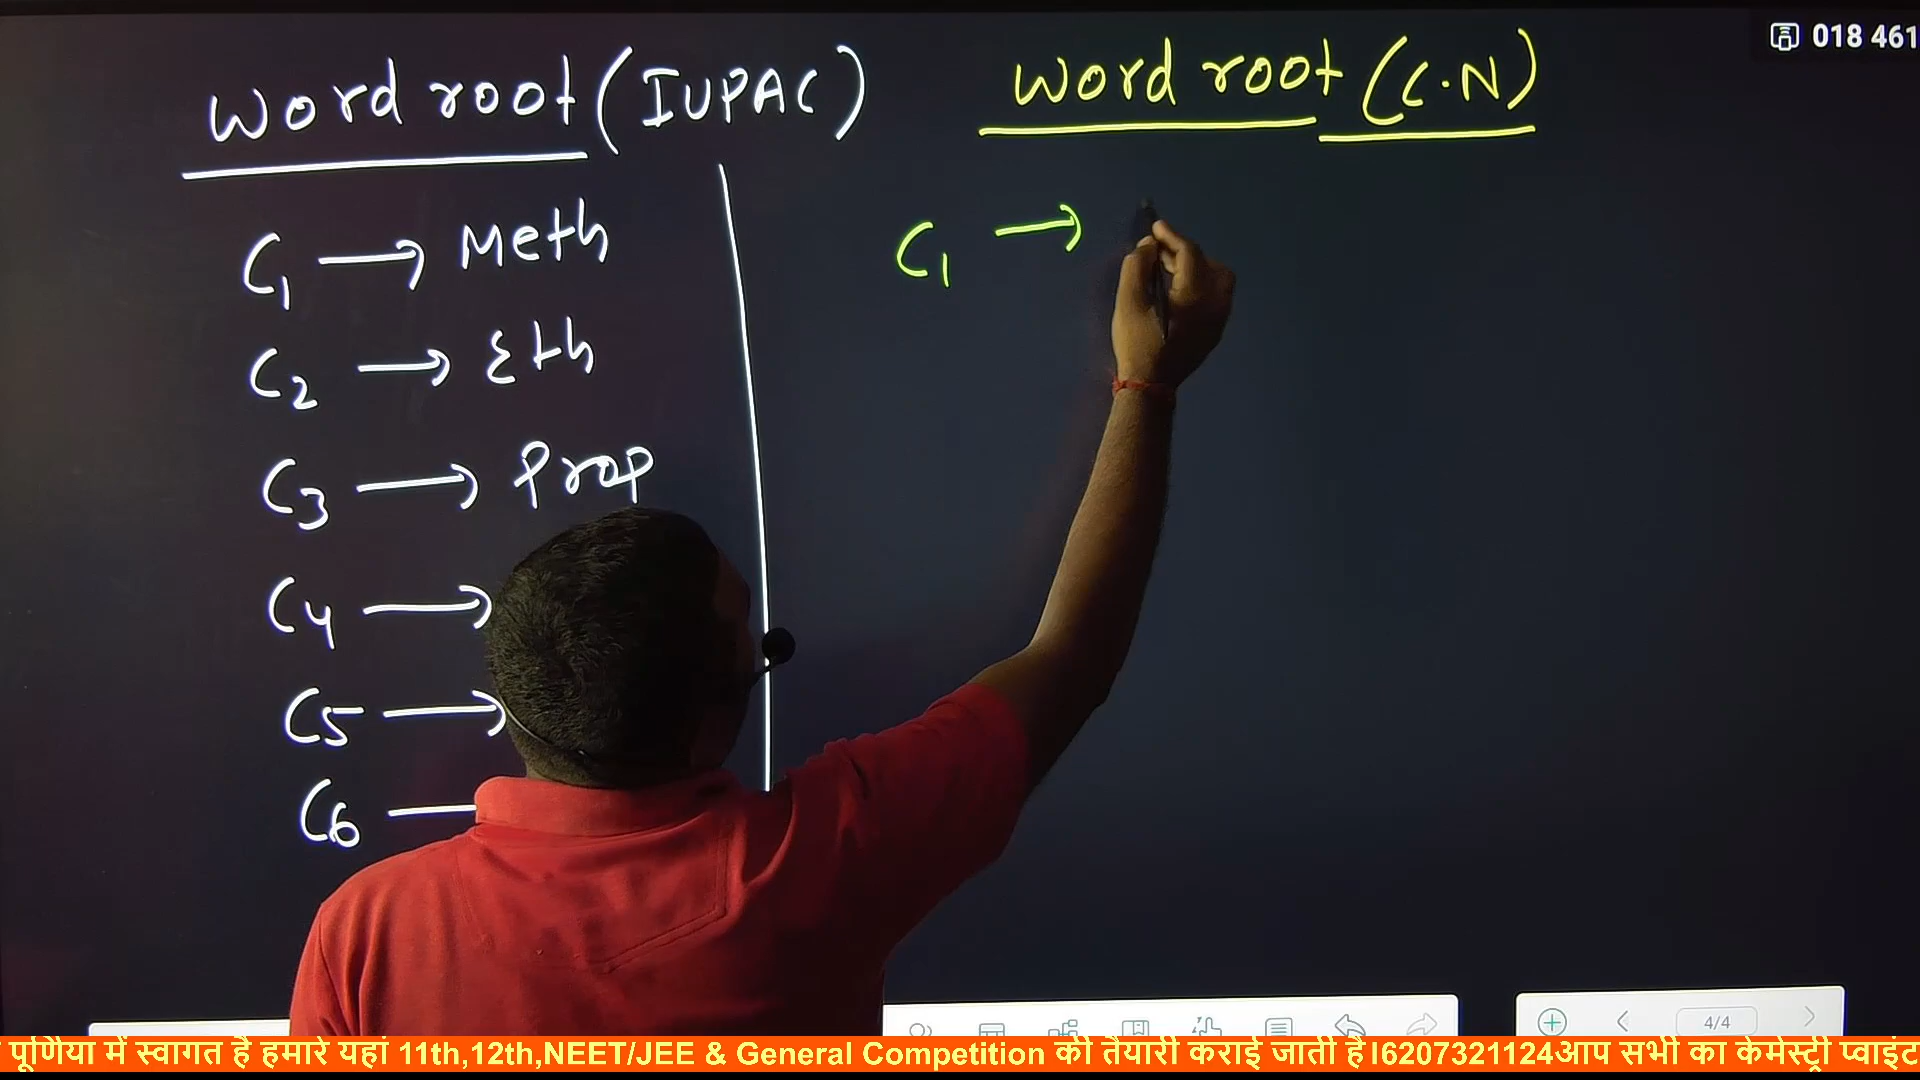 018 461
Word root (IUPAC)
Word root (C.N)
C1 → Meth
C2 → Eth
C3 → Prop
C4 →
C5 →
C6
C1 →
4/4
पूर्णिया में स्वागत है हमारे यहां 11th,12th,NEET/JEE & General Competition की तैयारी कराई जाती हैI6207321124आप सभी का केमेस्ट्री प्वाइंट